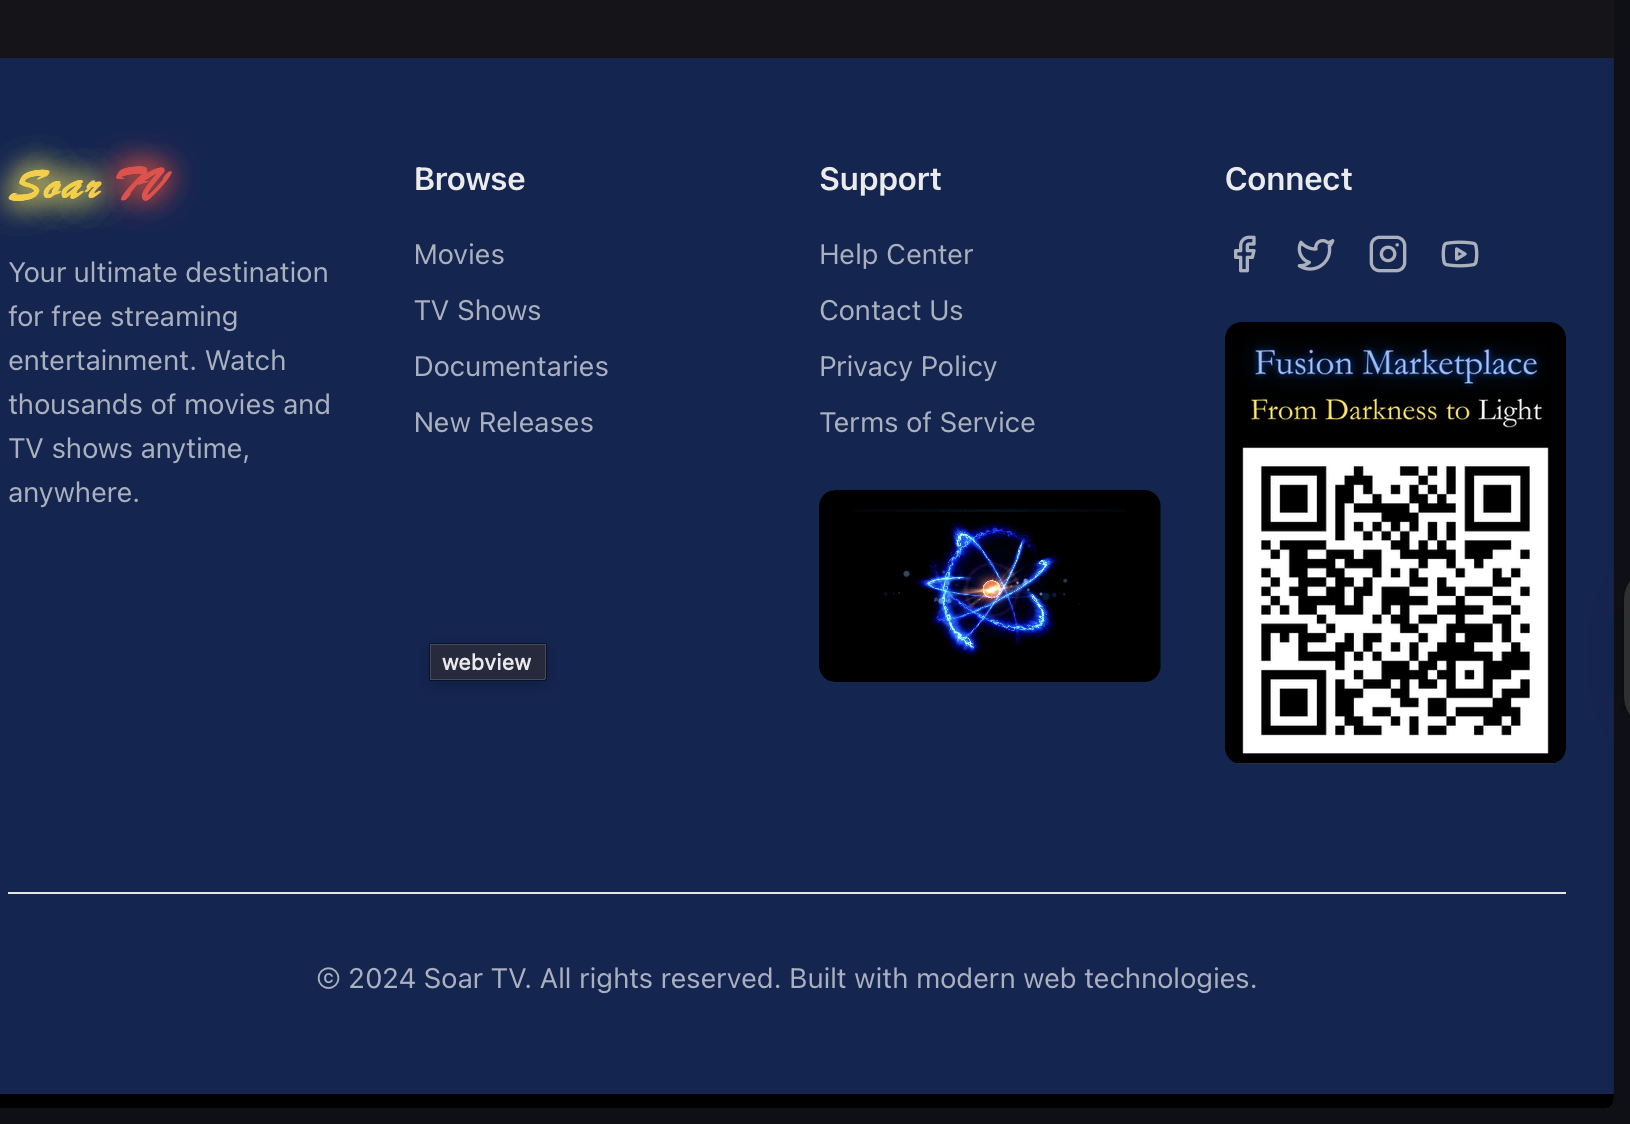 Soar TV
Your ultimate destination
for free streaming
entertainment. Watch
thousands of movies and
TV shows anytime,
anywhere.
Browse
Movies
TV Shows
Documentaries
New Releases
webview
Support
Help Center
Contact Us
Privacy Policy
Terms of Service
Connect
Fusion Marketplace
From Darkness to Light
© 2024 Soar TV. All rights reserved. Built with modern web technologies.